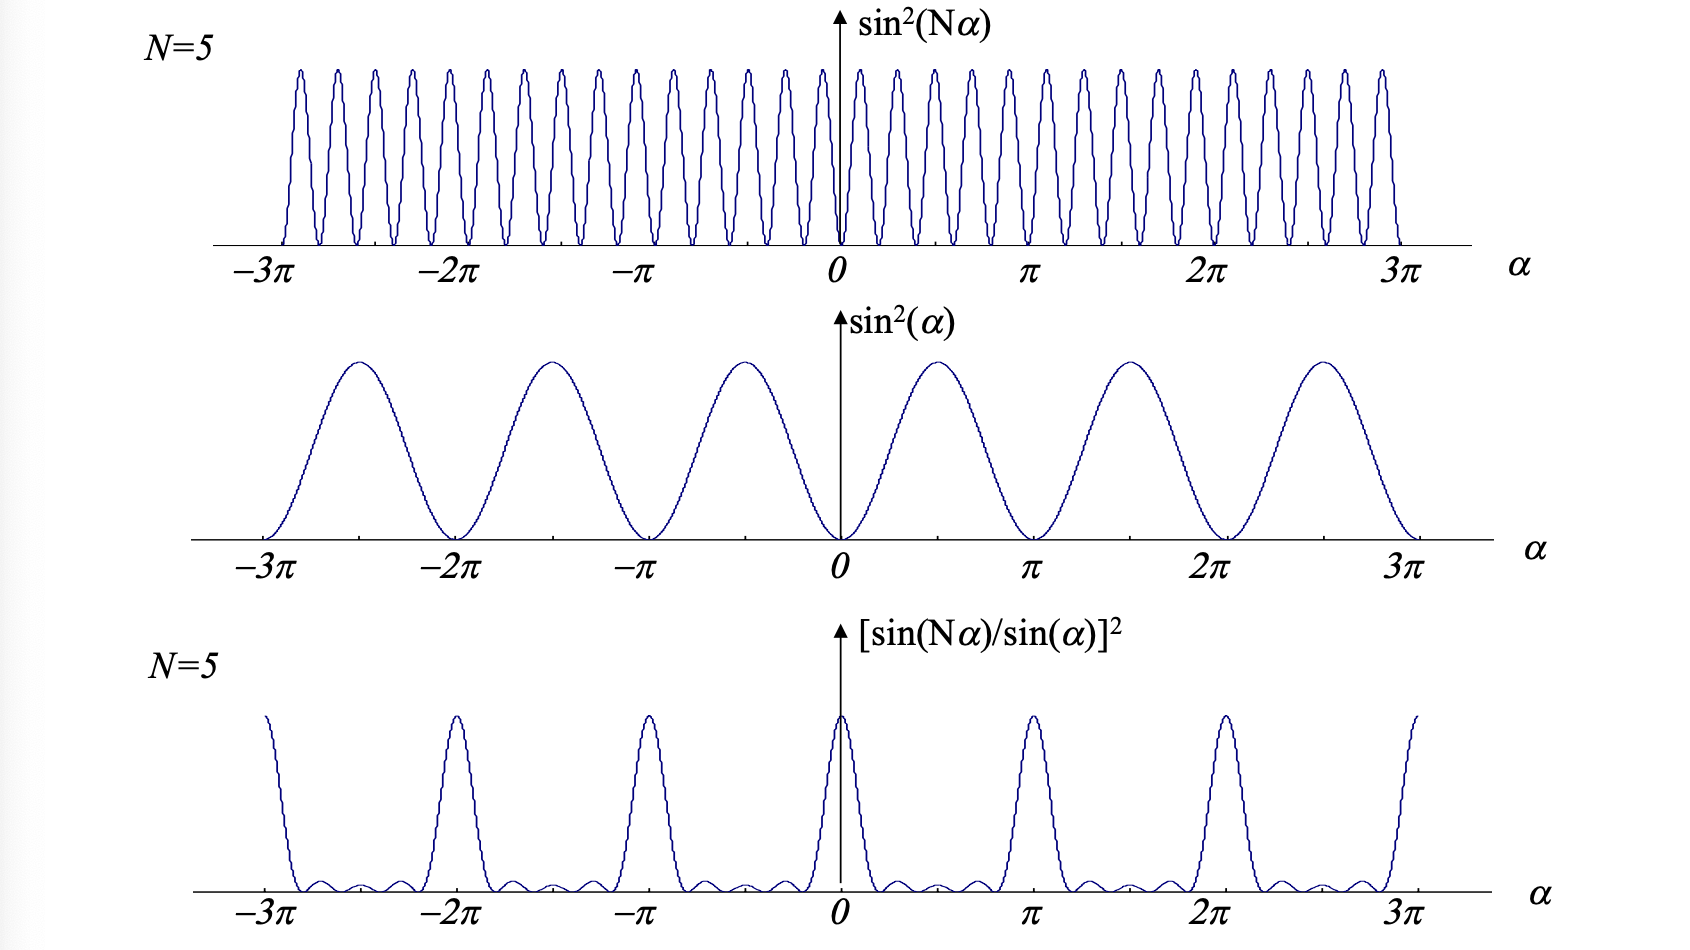 sin²(Nα)
N=5
−3π −2π −π 0 π 2π 3π α
sin²(α)
−3π −2π −π 0 π 2π 3π α
[sin(Nα)/sin(α)]²
N=5
−3π −2π −π 0 π 2π 3π α